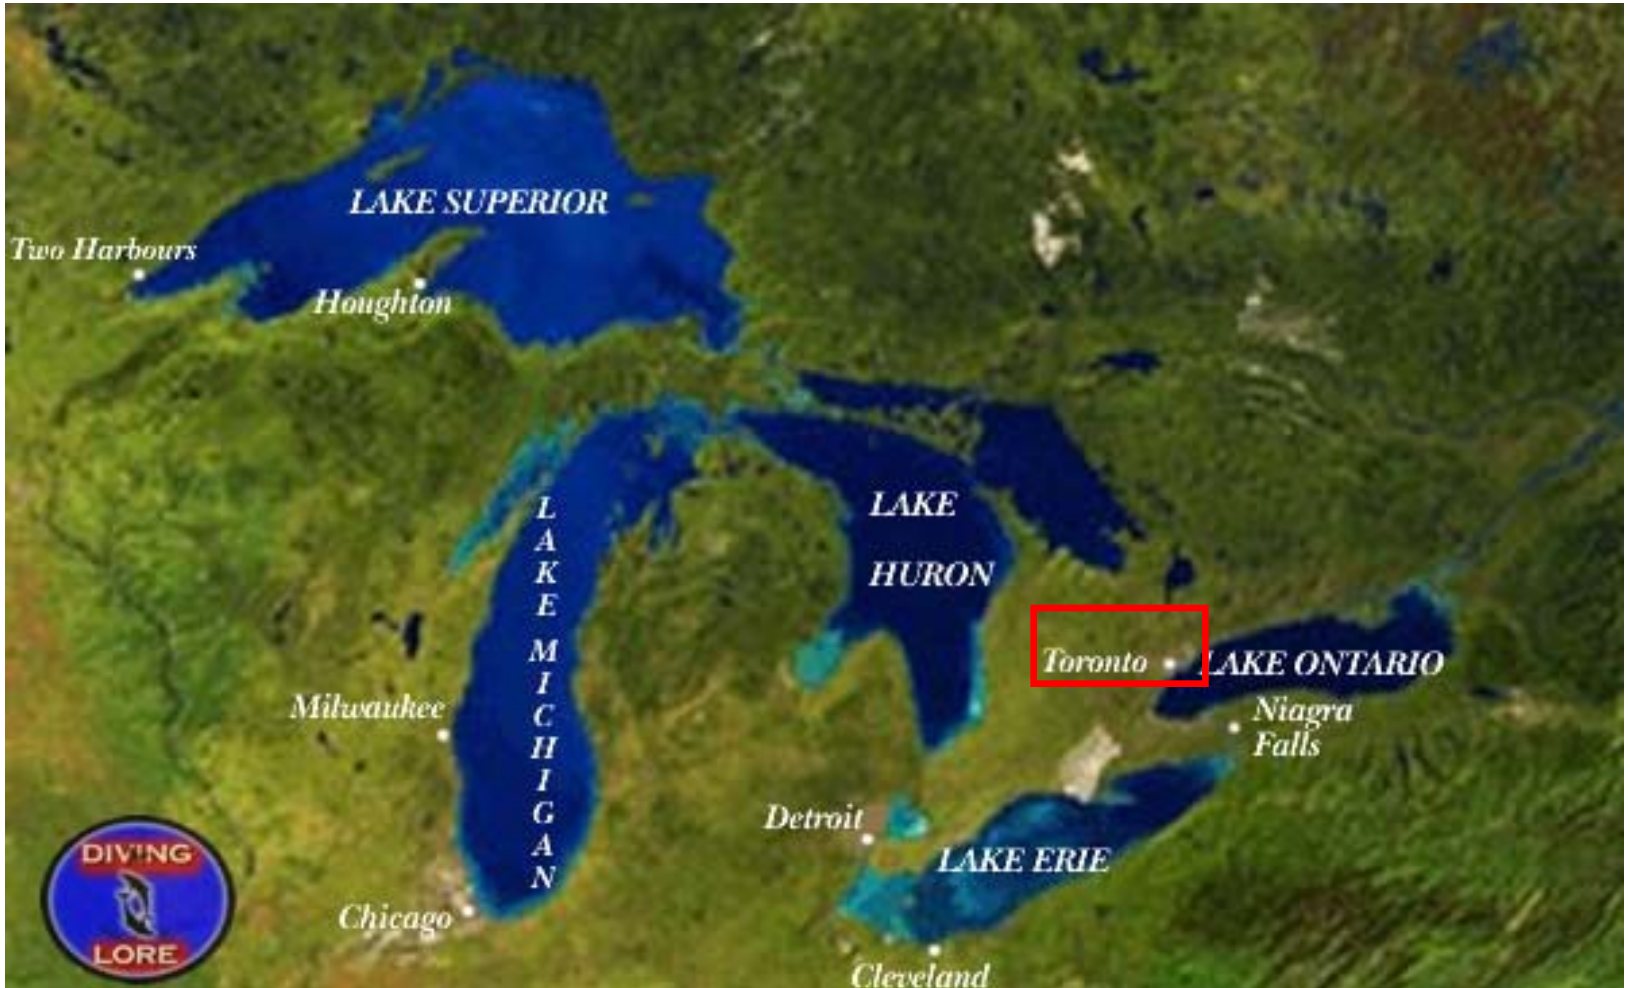 LAKE SUPERIOR
Two Harbours
Houghton
LAKE
HURON
LAKE MICHIGAN
Toronto
LAKE ONTARIO
Milwaukee
Niagra
Falls
Detroit
LAKE ERIE
Chicago
Cleveland
DIVING
LORE